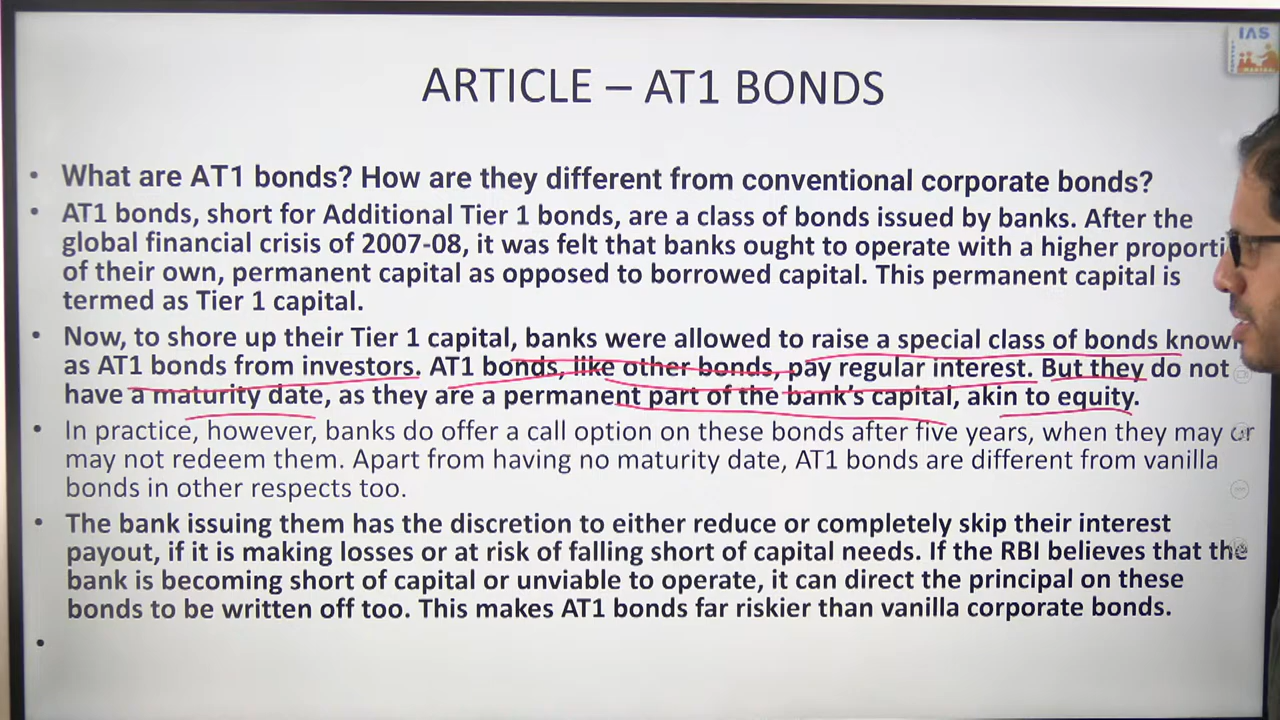 IAS
ARTICLE – AT1 BONDS
• What are AT1 bonds? How are they different from conventional corporate bonds?
• AT1 bonds, short for Additional Tier 1 bonds, are a class of bonds issued by banks. After the
global financial crisis of 2007-08, it was felt that banks ought to operate with a higher proporti
of their own, permanent capital as opposed to borrowed capital. This permanent capital is
termed as Tier 1 capital.
• Now, to shore up their Tier 1 capital, banks were allowed to raise a special class of bonds known
as AT1 bonds from investors. AT1 bonds, like other bonds, pay regular interest. But they do not
have a maturity date, as they are a permanent part of the bank's capital, akin to equity.
• In practice, however, banks do offer a call option on these bonds after five years, when they may or
may not redeem them. Apart from having no maturity date, AT1 bonds are different from vanilla
bonds in other respects too.
• The bank issuing them has the discretion to either reduce or completely skip their interest
payout, if it is making losses or at risk of falling short of capital needs. If the RBI believes that the
bank is becoming short of capital or unviable to operate, it can direct the principal on these
bonds to be written off too. This makes AT1 bonds far riskier than vanilla corporate bonds.
•